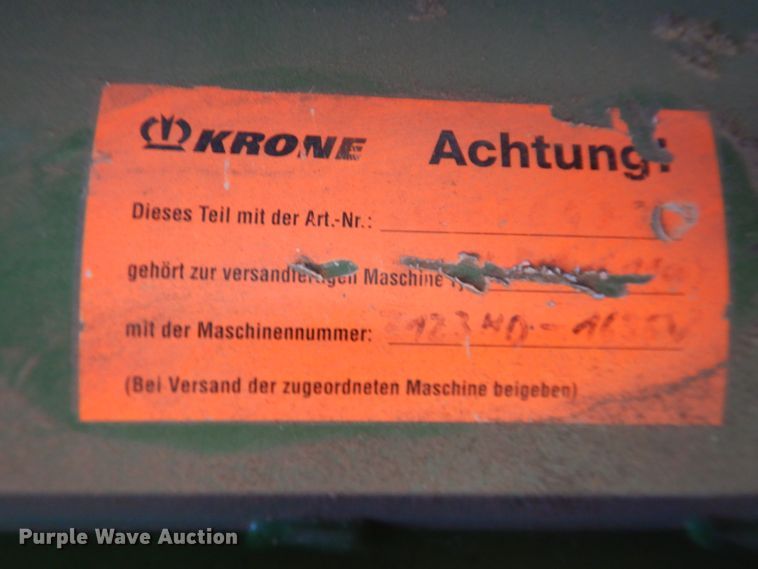 KRONE Achtung!
Dieses Teil mit der Art.-Nr.:
gehört zur versandfertigen Maschine
mit der Maschinennummer:
(Bei Versand der zugeordneten Maschine beigeben)
Purple Wave Auction